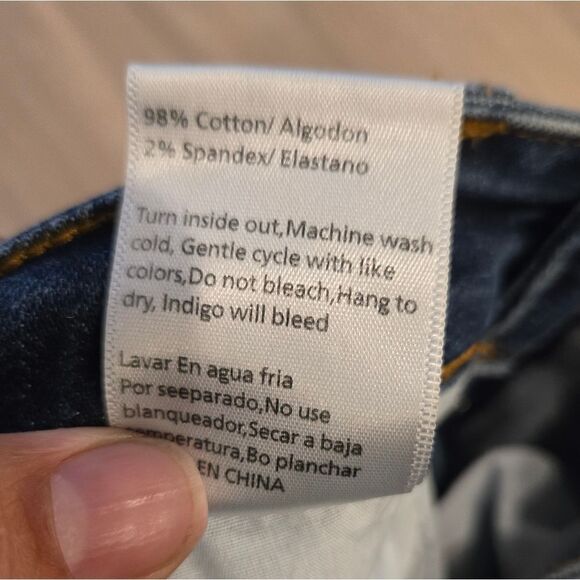 98% Cotton/ Algodon
2% Spandex/ Elastano
Turn inside out,Machine wash
cold, Gentle cycle with like
colors,Do not bleach,Hang to
dry, Indigo will bleed
Lavar En agua fria
Por seeparado,No use
blanqueador,Secar a baja
temperatura,Bo planchar
EN CHINA